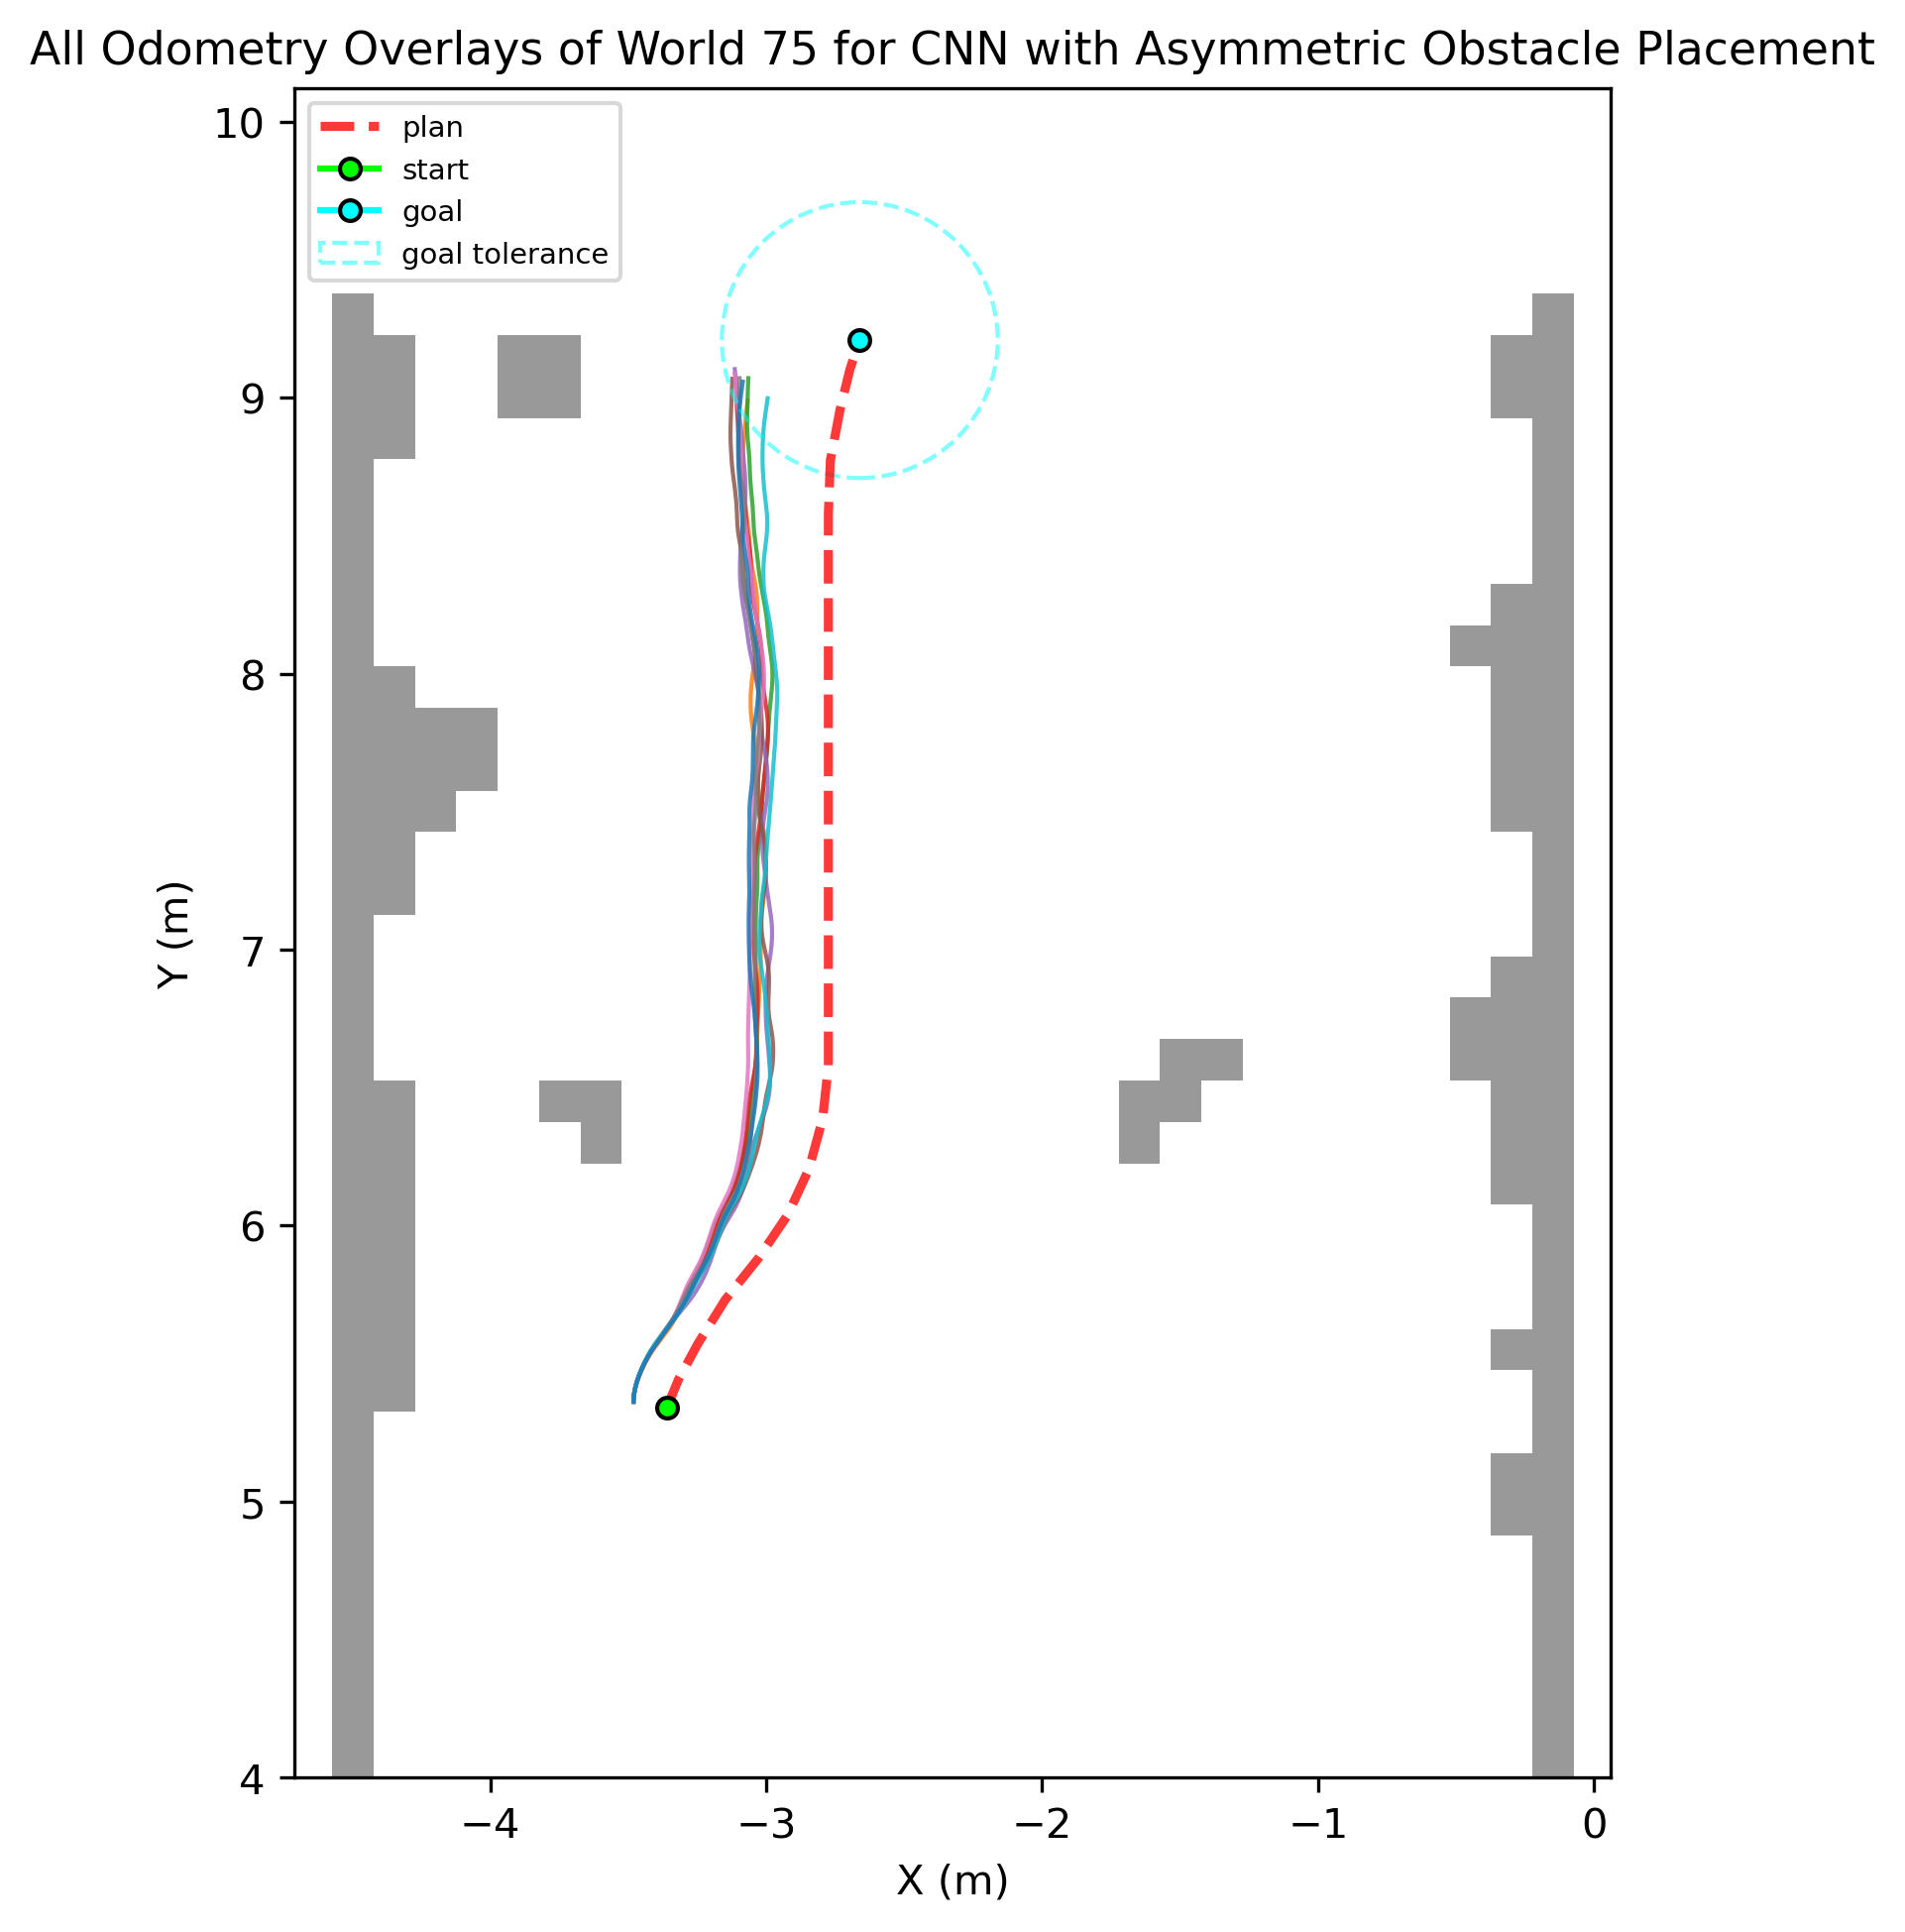 All Odometry Overlays of World 75 for CNN with Asymmetric Obstacle Placement
plan
start
goal
goal tolerance
10
9
8
7
6
5
4
Y (m)
−4
−3
−2
−1
0
X (m)